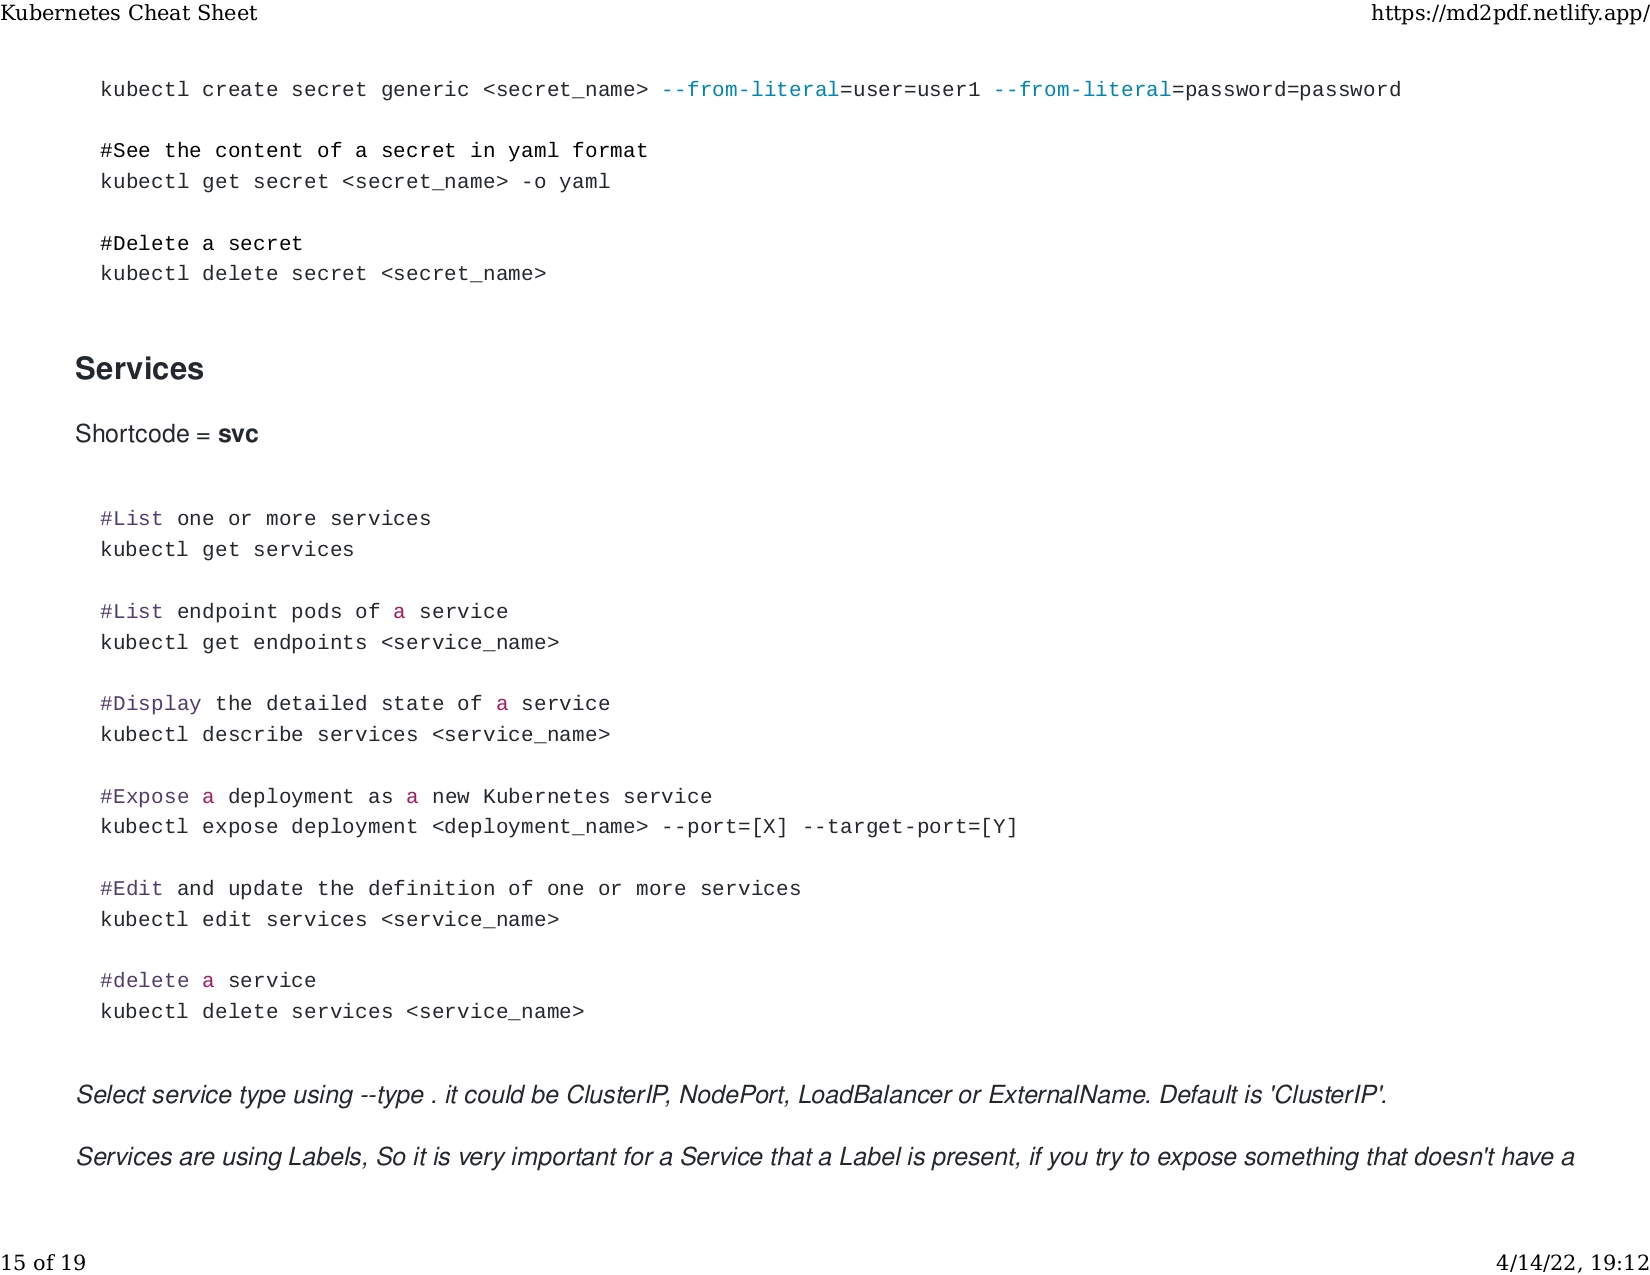 Kubernetes Cheat Sheet https://md2pdf.netlify.app/
kubectl create secret generic <secret_name> --from-literal=user=user1 --from-literal=password=password
#See the content of a secret in yaml format
kubectl get secret <secret_name> -o yaml
#Delete a secret
kubectl delete secret <secret_name>
Services
Shortcode = svc
#List one or more services
kubectl get services
#List endpoint pods of a service
kubectl get endpoints <service_name>
#Display the detailed state of a service
kubectl describe services <service_name>
#Expose a deployment as a new Kubernetes service
kubectl expose deployment <deployment_name> --port=[X] --target-port=[Y]
#Edit and update the definition of one or more services
kubectl edit services <service_name>
#delete a service
kubectl delete services <service_name>
Select service type using --type . it could be ClusterIP, NodePort, LoadBalancer or ExternalName. Default is 'ClusterIP'.
Services are using Labels, So it is very important for a Service that a Label is present, if you try to expose something that doesn't have a
15 of 19 4/14/22, 19:12